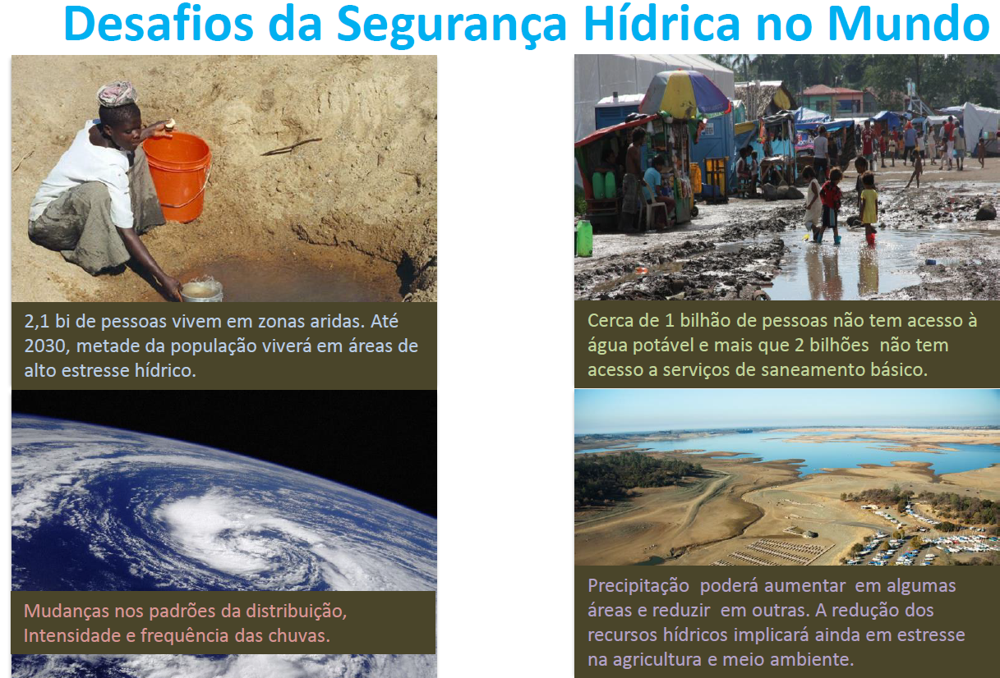 Desafios da Segurança Hídrica no Mundo
2,1 bi de pessoas vivem em zonas aridas. Até
2030, metade da população viverá em áreas de
alto estresse hídrico.
Cerca de 1 bilhão de pessoas não tem acesso à
água potável e mais que 2 bilhões não tem
acesso a serviços de saneamento básico.
Mudanças nos padrões da distribuição,
Intensidade e frequência das chuvas.
Precipitação poderá aumentar em algumas
áreas e reduzir em outras. A redução dos
recursos hídricos implicará ainda em estresse
na agricultura e meio ambiente.